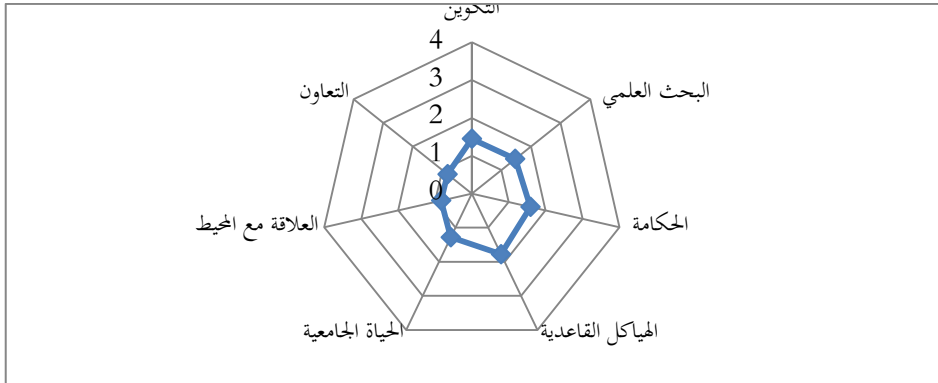 التكوين
4
3
2
1
0
البحث العلمي
الحكامة
الهياكل القاعدية
الحياة الجامعية
العلاقة مع المحيط
التعاون